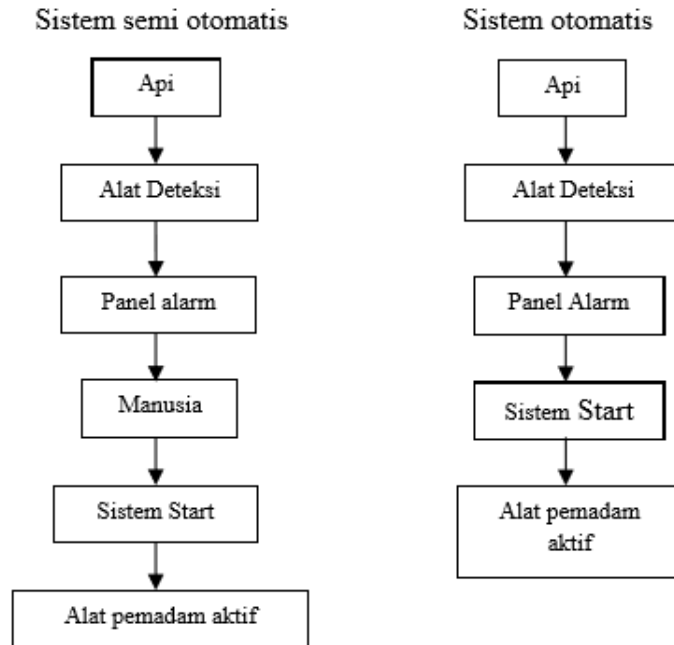 Sistem semi otomatis
Api
Alat Deteksi
Panel alarm
Manusia
Sistem Start
Alat pemadam aktif
Sistem otomatis
Api
Alat Deteksi
Panel Alarm
Sistem Start
Alat pemadam
aktif